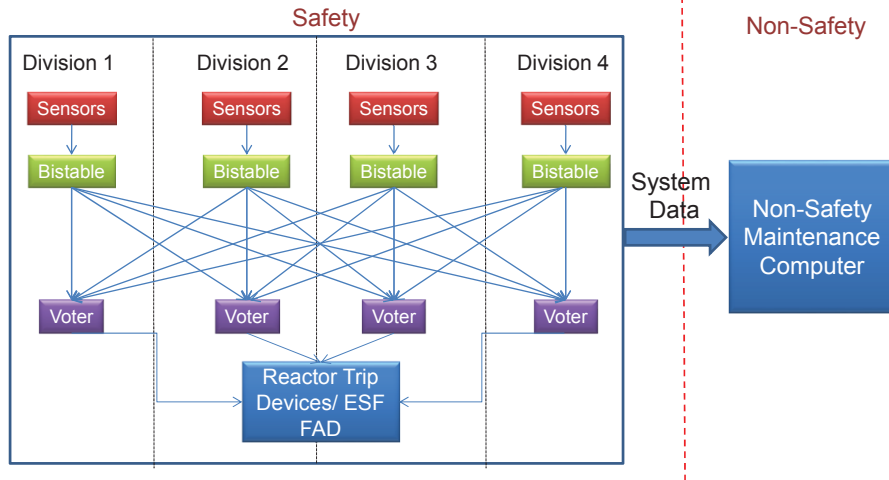 Safety
Non-Safety
Division 1
Division 2
Division 3
Division 4
Sensors
Sensors
Sensors
Sensors
Bistable
Bistable
Bistable
Bistable
System
Data
Non-Safety
Maintenance
Computer
Voter
Voter
Voter
Voter
Reactor Trip
Devices/ ESF
FAD